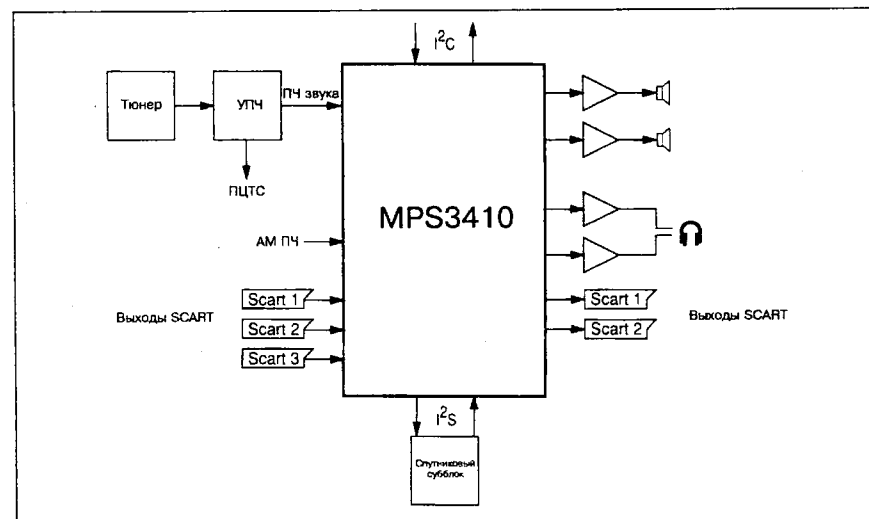 I²C
Тюнер
УПЧ
ПЧ звука
ПЦТС
MPS3410
АМ ПЧ
Выходы SCART
Scart 1
Scart 2
Scart 3
Scart 1
Scart 2
Выходы SCART
I²S
Спутниковый
субблок